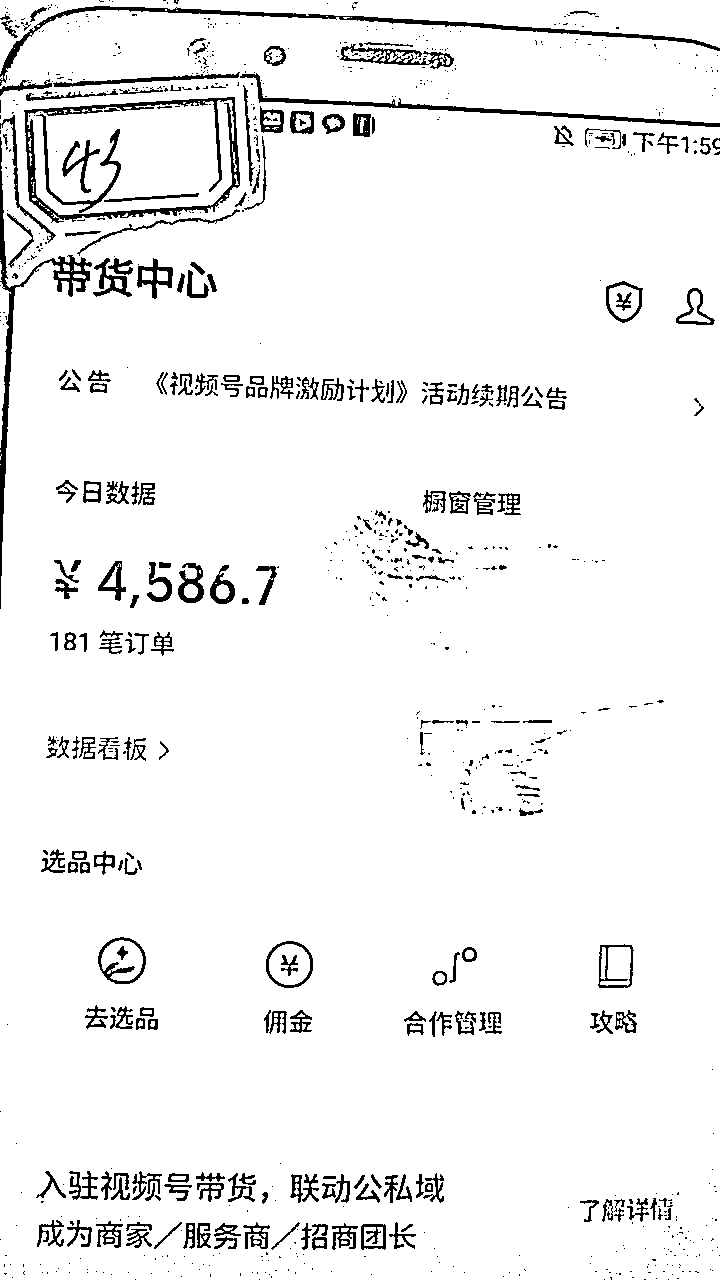 43
下午1:59
带货中心
公告 《视频号品牌激励计划》活动续期公告
今日数据
橱窗管理
¥ 4,586.7
181 笔订单
数据看板
选品中心
去选品 佣金 合作管理 攻略
入驻视频号带货，联动公私域
成为商家／服务商／招商团长
了解详情